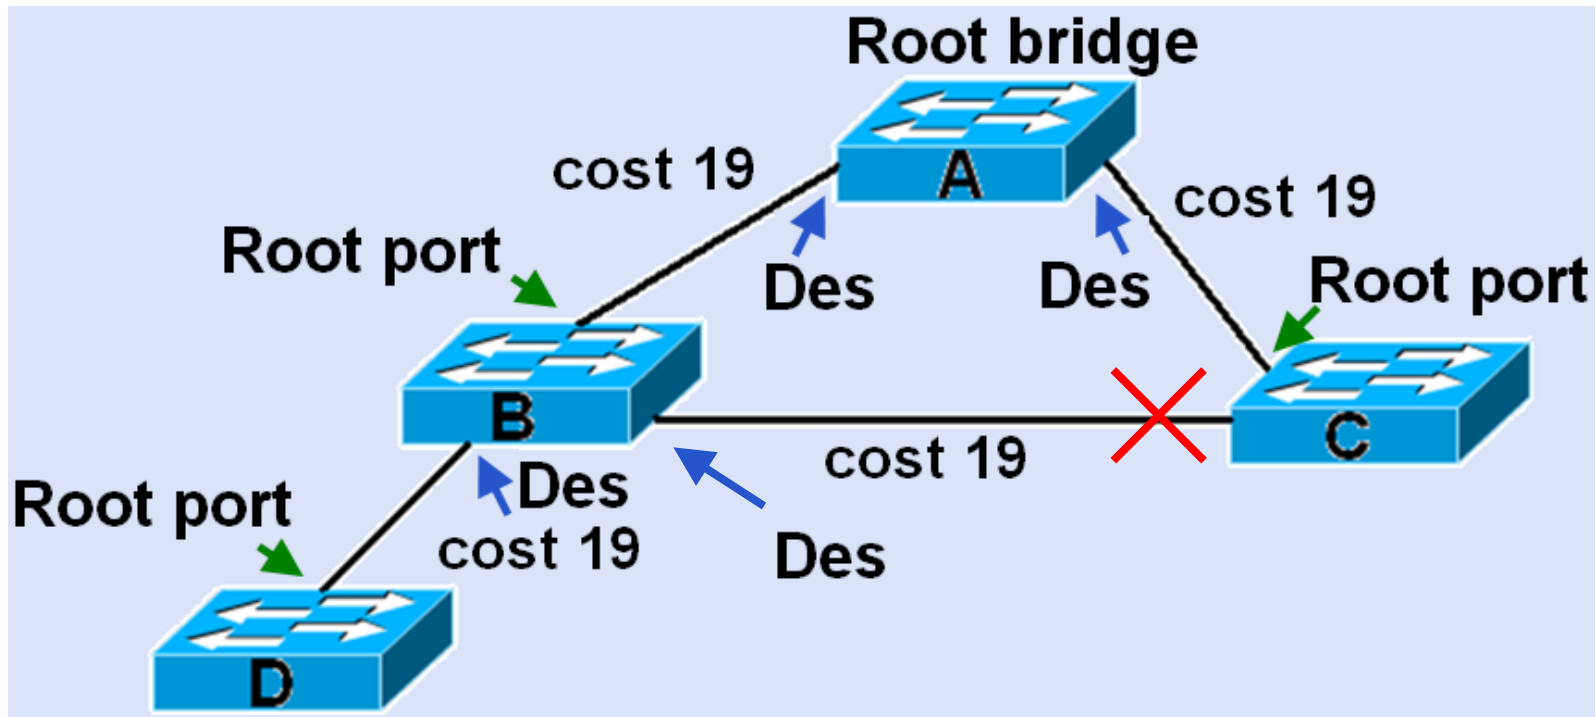 Root bridge
cost 19
A
cost 19
Root port
Des
Des
Root port
B
cost 19
C
Des
Root port
cost 19
Des
D